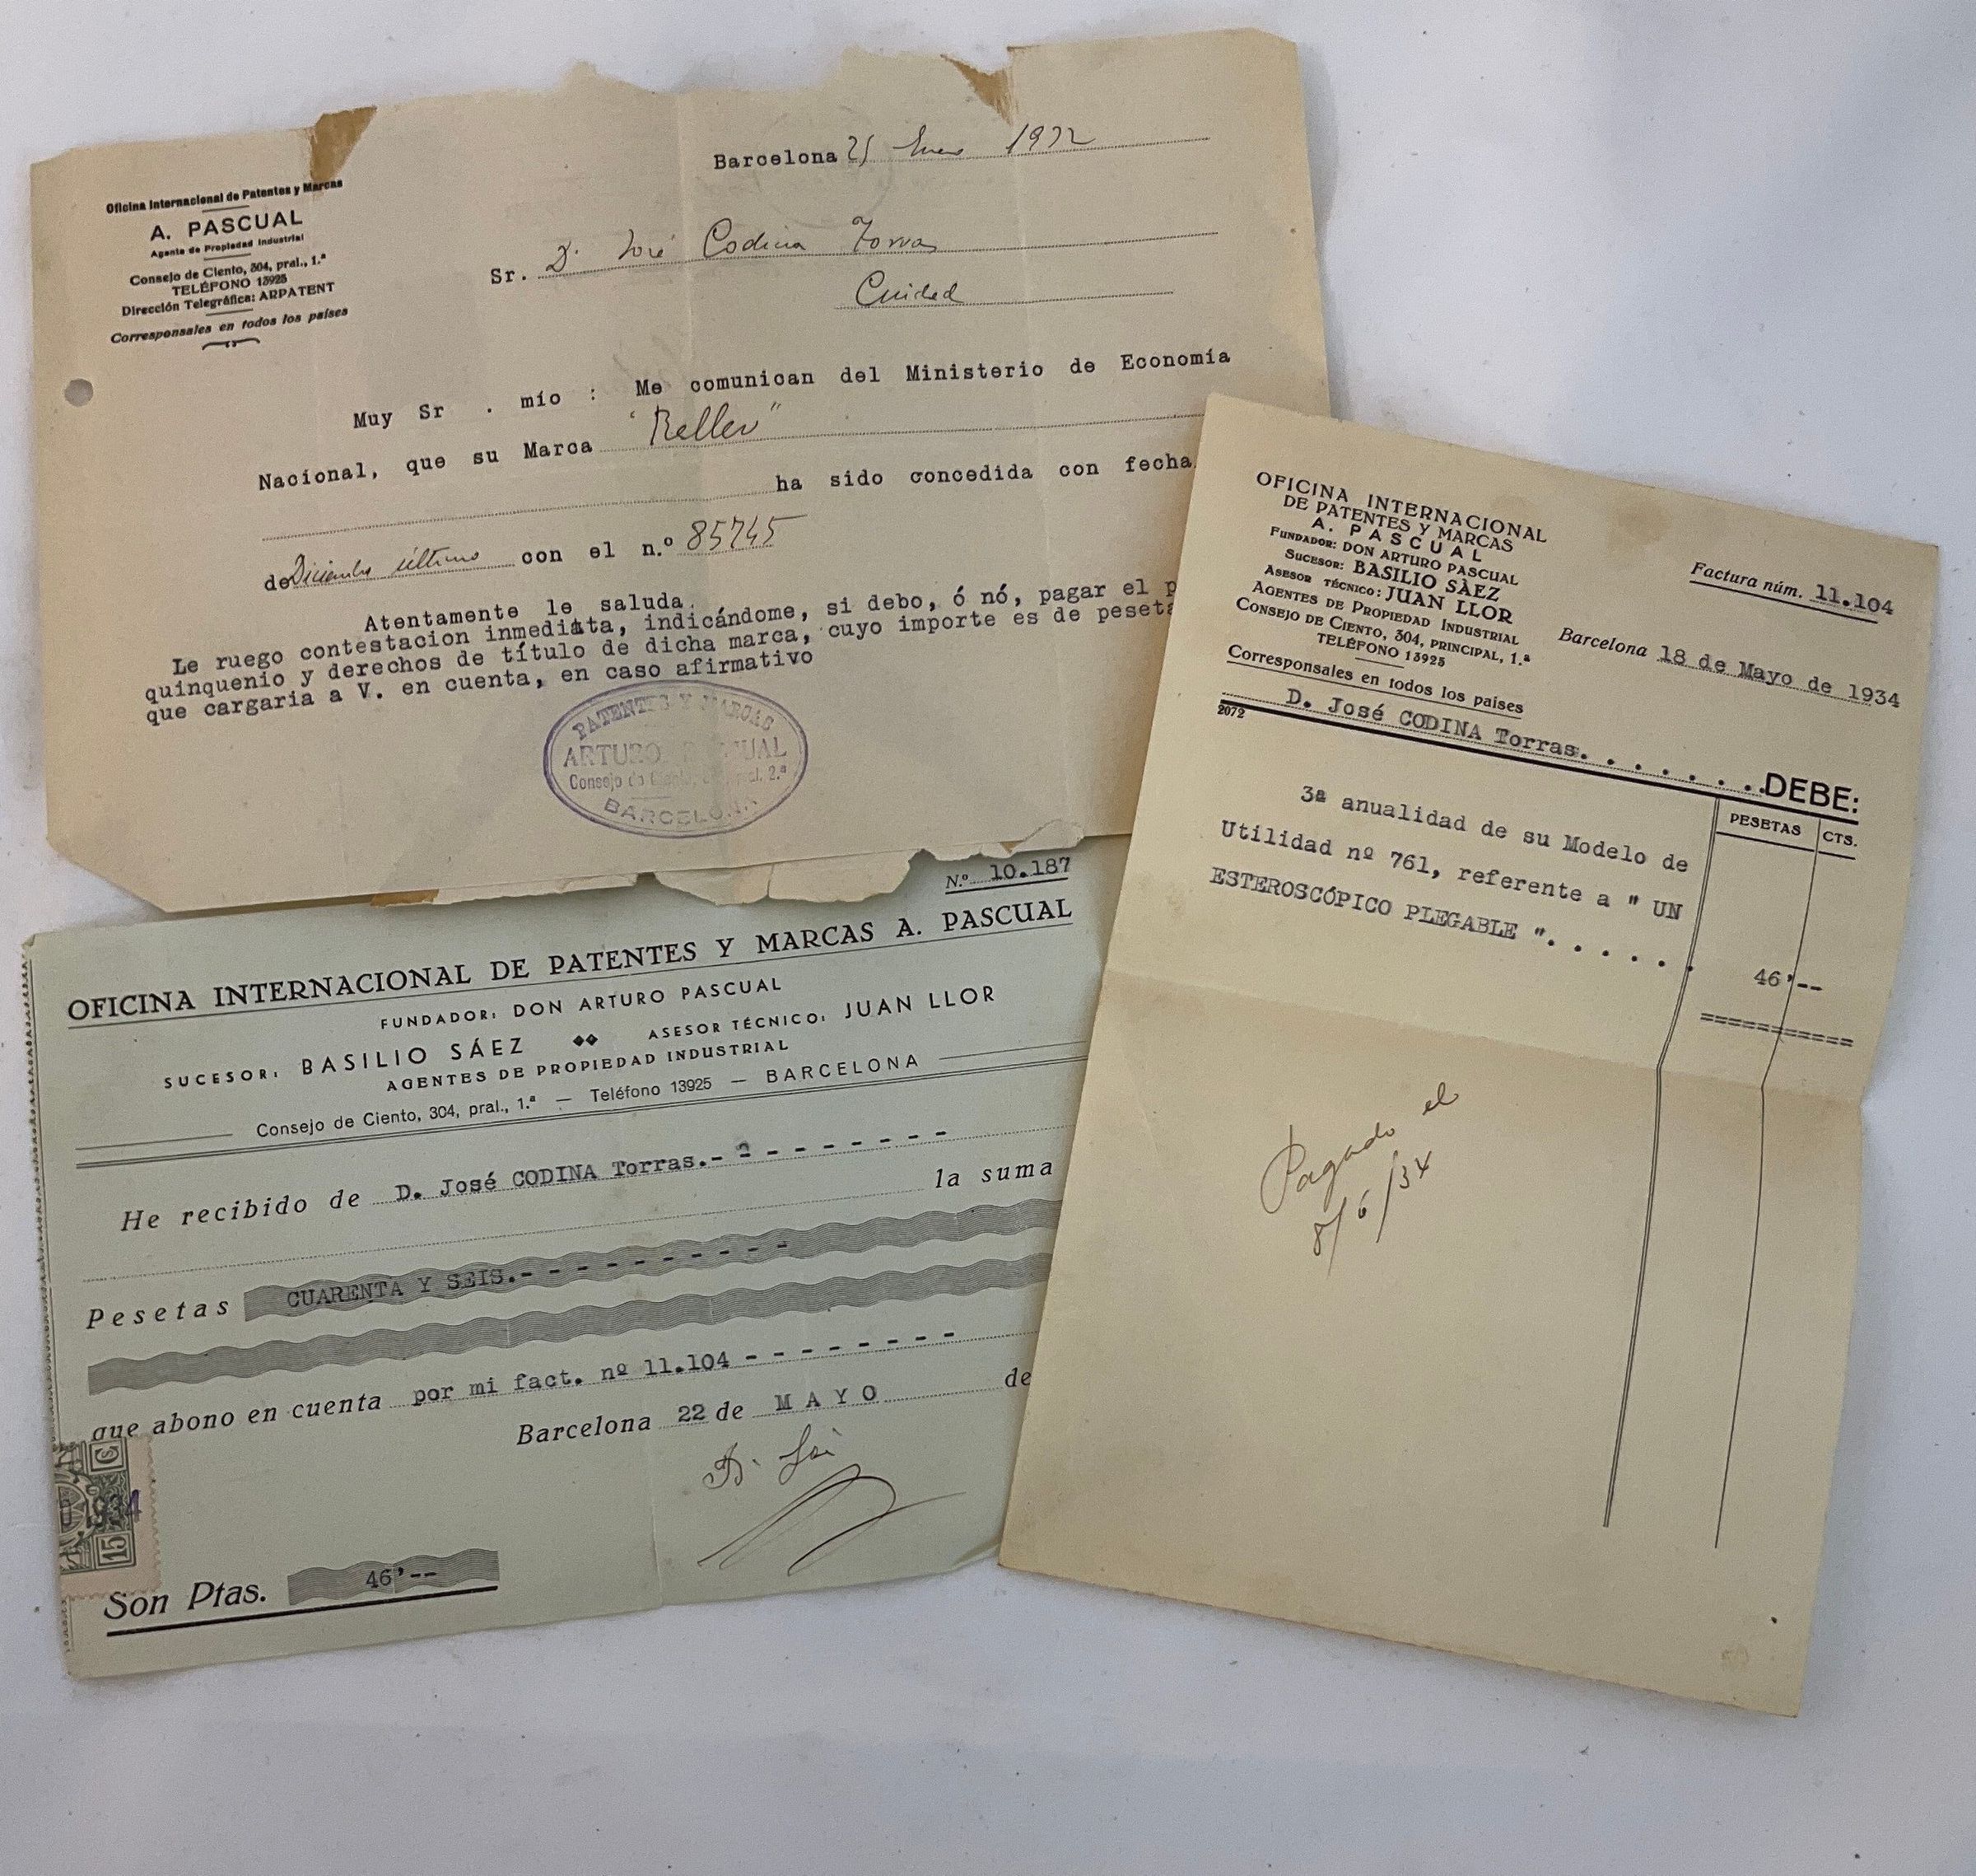 Oficina Internacional de Patentes y Marcas
A. PASCUAL
Agente de Propiedad Industrial
Consejo de Ciento, 304, pral., 1.ª
TELÉFONO 13925
Dirección Telegráfica: ARPATENT
Corresponsales en todos los países
Barcelona 25 Enero 1932
Sr. D. José Codina Torras
Ciudad
Muy Sr . mío : Me comunican del Ministerio de Economía
Nacional, que su Marca "Rellev"
ha sido concedida con fecha
de Diciembre último con el n.º 85745
Atentamente le saluda.
Le ruego contestacion inmediata, indicándome, si debo, ó nó, pagar el p
quinquenio y derechos de título de dicha marca, cuyo importe es de peseta
que cargaria a V. en cuenta, en caso afirmativo
PATENTES Y MARCAS
ARTURO PASCUAL
Consejo de Ciento, pral. 2.ª
BARCELONA
OFICINA INTERNACIONAL
DE PATENTES Y MARCAS
A. PASCUAL
FUNDADOR: DON ARTURO PASCUAL
SUCESOR: BASILIO SÀEZ
ASESOR TÉCNICO: JUAN LLOR
AGENTES DE PROPIEDAD INDUSTRIAL
CONSEJO DE CIENTO, 304, PRINCIPAL, 1.ª
TELÉFONO 13925
Corresponsales en todos los países
Factura núm. 11.104
Barcelona 18 de Mayo de 1934
D. José CODINA Torras. . . . . . . . .DEBE:
2072
PESETAS CTS.
3ª anualidad de su Modelo de
Utilidad nº 761, referente a " UN
ESTEROSCÓPICO PLEGABLE ". . . . . .
46'--
===========
Pagado el
8/6/34
N.º 10.187
OFICINA INTERNACIONAL DE PATENTES Y MARCAS A. PASCUAL
FUNDADOR: DON ARTURO PASCUAL
SUCESOR: BASILIO SÁEZ ASESOR TÉCNICO: JUAN LLOR
AGENTES DE PROPIEDAD INDUSTRIAL
Consejo de Ciento, 304, pral., 1.ª — Teléfono 13925 — BARCELONA
He recibido de D. José CODINA Torras.- - - - - - - - -
la suma
Pesetas CUARENTA Y SEIS.- - - - - - - - - -
que abono en cuenta por mi fact. nº 11.104 - - - - - - - -
Barcelona 22 de MAYO de
15 C
1934
Son Ptas. 46'--